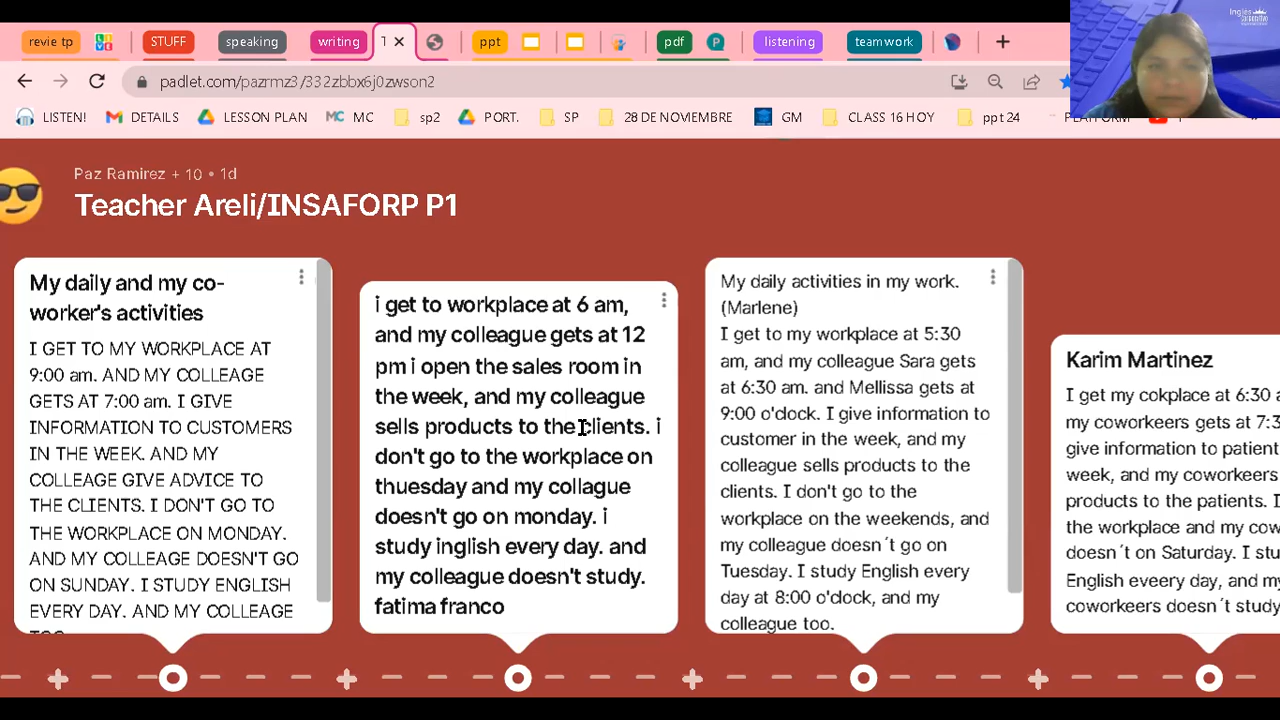 revie tp
STUFF
speaking
writing
ppt
pdf
listening
teamwork
Ingles
padlet.com/pazrmz3/332zbbx6j0zwson2
LISTEN!
DETAILS
LESSON PLAN
MC
sp2
PORT.
SP
28 DE NOVIEMBRE
GM
CLASS 16 HOY
ppt 24
Paz Ramirez + 10 • 1d
Teacher Areli/INSAFORP P1
My daily and my co-
worker's activities
I GET TO MY WORKPLACE AT
9:00 am. AND MY COLLEAGE
GETS AT 7:00 am. I GIVE
INFORMATION TO CUSTOMERS
IN THE WEEK. AND MY
COLLEAGE GIVE ADVICE TO
THE CLIENTS. I DON'T GO TO
THE WORKPLACE ON MONDAY.
AND MY COLLEAGE DOESN'T GO
ON SUNDAY. I STUDY ENGLISH
EVERY DAY. AND MY COLLEAGE
i get to workplace at 6 am,
and my colleague gets at 12
pm i open the sales room in
the week, and my colleague
sells products to the clients. i
don't go to the workplace on
thuesday and my collague
doesn't go on monday. i
study inglish every day. and
my colleague doesn't study.
fatima franco
My daily activities in my work.
(Marlene)
I get to my workplace at 5:30
am, and my colleague Sara gets
at 6:30 am. and Mellissa gets at
9:00 o'clock. I give information to
customer in the week, and my
colleague sells products to the
clients. I don't go to the
workplace on the weekends, and
my colleague doesn´t go on
Tuesday. I study English every
day at 8:00 o'clock, and my
colleague too.
Karim Martinez
I get my cokplace at 6:30
my coworkers gets at 7:3
give information to patient
week, and my coworkers
products to the patients. I
the workplace and my cow
doesn´t on Saturday. I stu
English eveery day, and my
coworkers doesn´t study